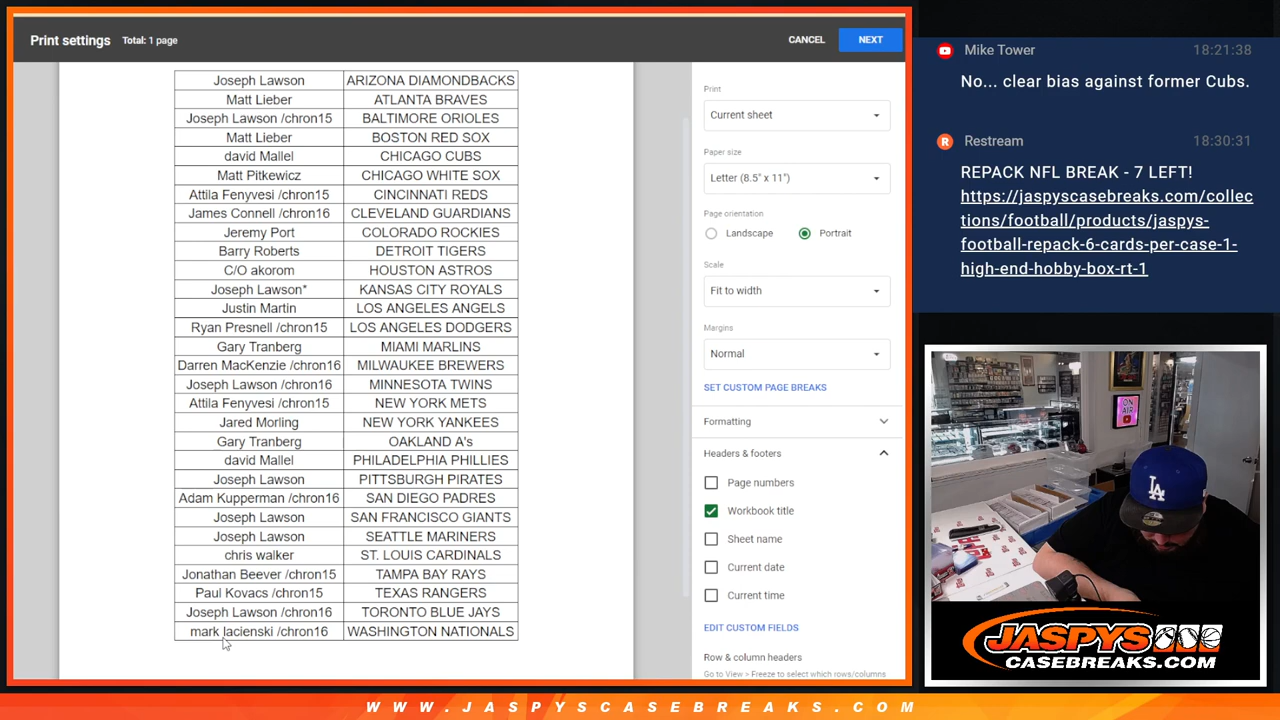 Print settings Total: 1 page CANCEL NEXT
Joseph Lawson ARIZONA DIAMONDBACKS
Matt Lieber ATLANTA BRAVES
Joseph Lawson /chron15 BALTIMORE ORIOLES
Matt Lieber BOSTON RED SOX
david Mallel CHICAGO CUBS
Matt Pitkewicz CHICAGO WHITE SOX
Attila Fenyvesi /chron15 CINCINNATI REDS
James Connell /chron16 CLEVELAND GUARDIANS
Jeremy Port COLORADO ROCKIES
Barry Roberts DETROIT TIGERS
C/O akorom HOUSTON ASTROS
Joseph Lawson* KANSAS CITY ROYALS
Justin Martin LOS ANGELES ANGELS
Ryan Presnell /chron15 LOS ANGELES DODGERS
Gary Tranberg MIAMI MARLINS
Darren MacKenzie /chron16 MILWAUKEE BREWERS
Joseph Lawson /chron16 MINNESOTA TWINS
Attila Fenyvesi /chron15 NEW YORK METS
Jared Morling NEW YORK YANKEES
Gary Tranberg OAKLAND A's
david Mallel PHILADELPHIA PHILLIES
Joseph Lawson PITTSBURGH PIRATES
Adam Kupperman /chron16 SAN DIEGO PADRES
Joseph Lawson SAN FRANCISCO GIANTS
Joseph Lawson SEATTLE MARINERS
chris walker ST. LOUIS CARDINALS
Jonathan Beever /chron15 TAMPA BAY RAYS
Paul Kovacs /chron15 TEXAS RANGERS
Joseph Lawson /chron16 TORONTO BLUE JAYS
mark lacienski /chron16 WASHINGTON NATIONALS
Print
Current sheet
Paper size
Letter (8.5" x 11")
Page orientation
Landscape Portrait
Scale
Fit to width
Margins
Normal
SET CUSTOM PAGE BREAKS
Formatting
Headers & footers
Page numbers
Workbook title
Sheet name
Current date
Current time
EDIT CUSTOM FIELDS
Row & column headers
Go to View > Freeze to select which rows/columns
Mike Tower 18:21:38
No... clear bias against former Cubs.
Restream 18:30:31
REPACK NFL BREAK - 7 LEFT!
https://jaspyscasebreaks.com/collec
tions/football/products/jaspys-
football-repack-6-cards-per-case-1-
high-end-hobby-box-rt-1
ON
AIR
LA
JASPYS
CASEBREAKS.COM
WWW.JASPYSCASEBREAKS.COM